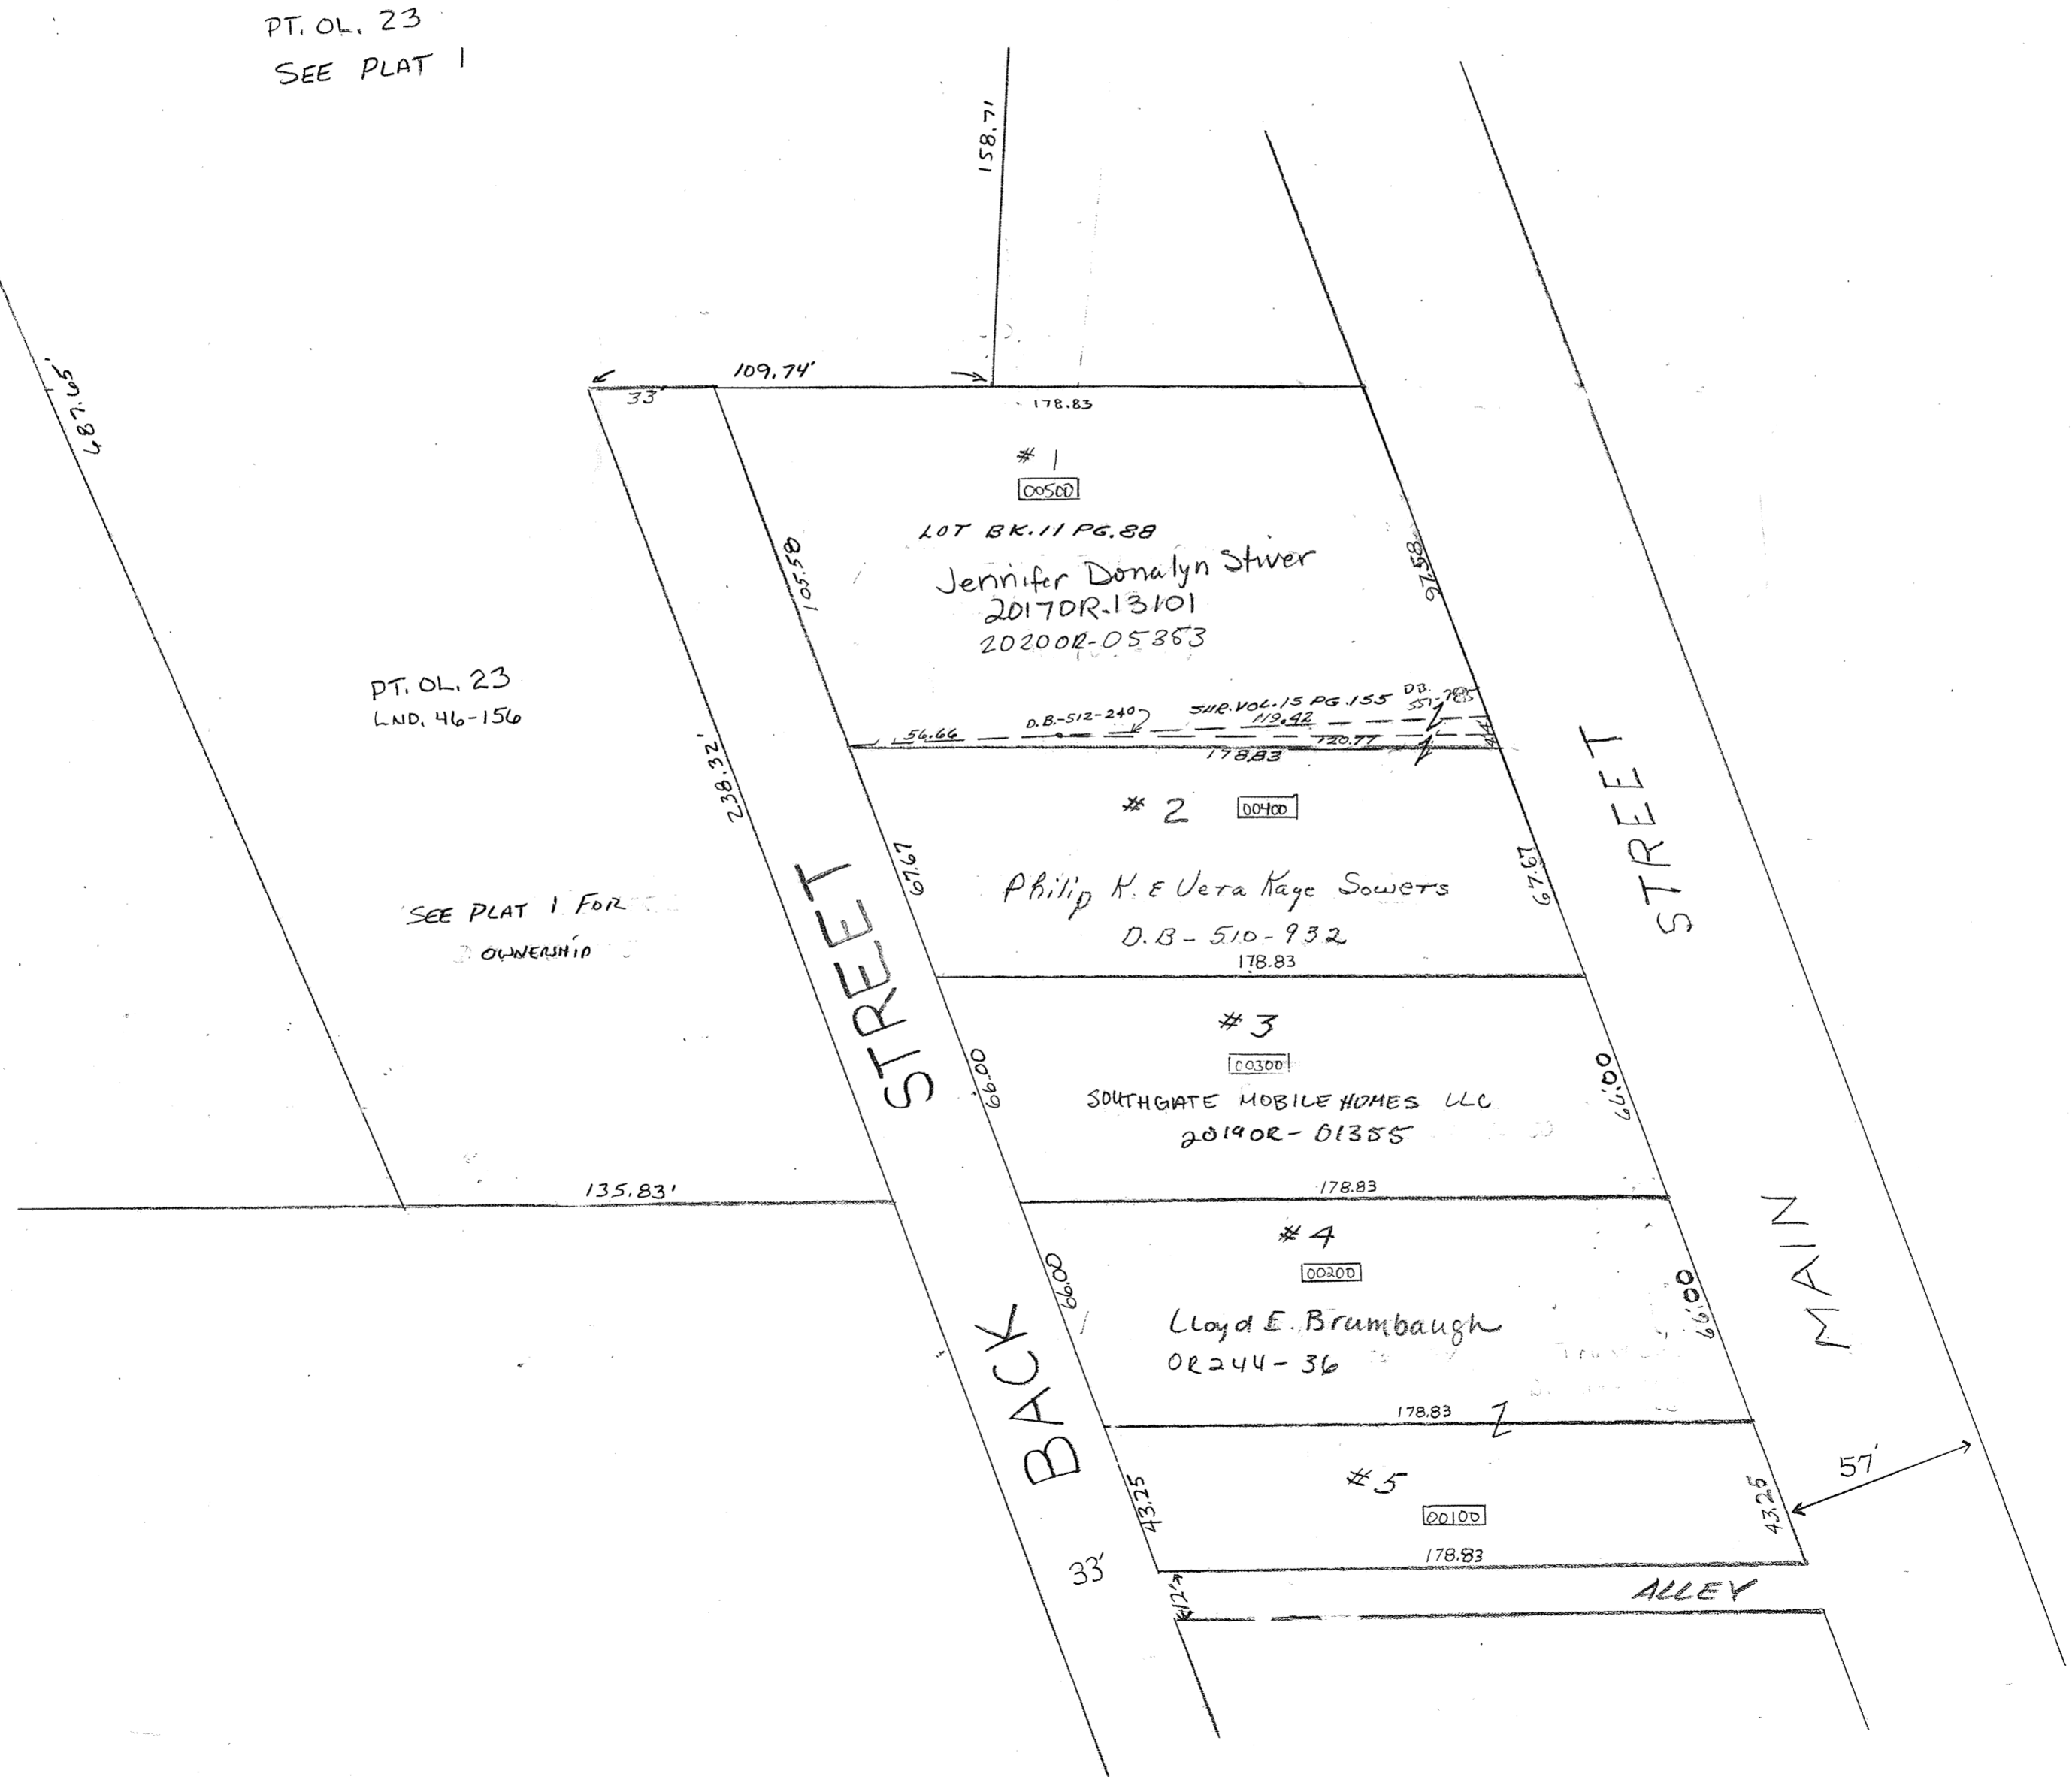 PT. OL. 23
SEE PLAT 1
158.71
487.65'
109.74'
33'
178.83
# 1
00500
LOT BK. 11 PG. 88
Jennifer Donalyn Stiver
2017OR-13101
2020OR-05353
105.58
97.58
SUR. VOL. 15 PG. 155
D.B.
551-785
D.B.-512-240
119.42
56.66
120.77
178.83
PT. OL. 23
LND. 46-156
238.32'
# 2
00400
67.67
Philip K. & Vera Kaye Sowers
D.B - 510 - 932
67.67
178.83
SEE PLAT 1 FOR
OWNERSHIP
# 3
00300
66.00
SOUTHGATE MOBILE HOMES LLC
2019OR - 01355
66.00
178.83
135.83'
# 4
00200
66.00
Lloyd E. Brumbaugh
OR 244 - 36
66.00
178.83
# 5
00100
43.25
43.25
178.83
57'
33'
12'
ALLEY
BACK STREET
MAIN STREET